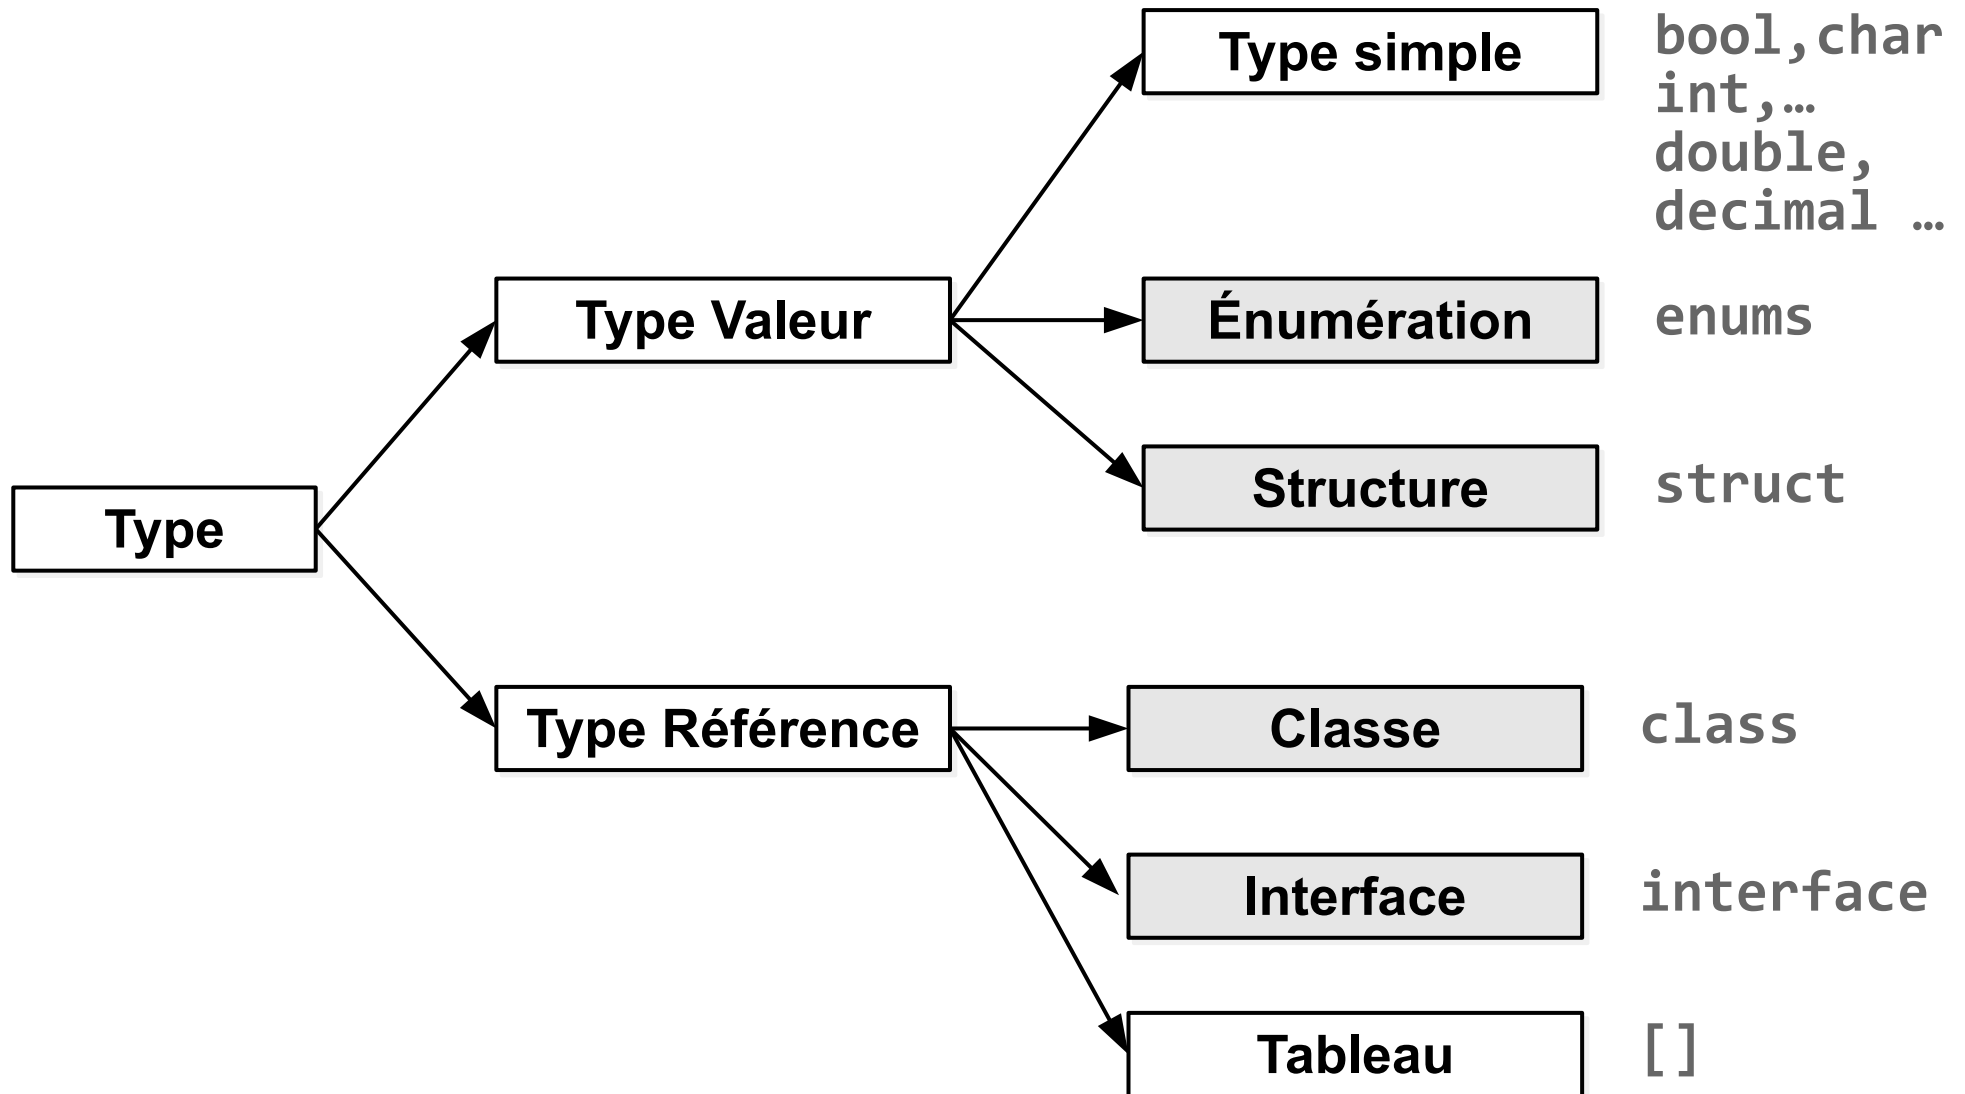 Type simple
bool,char
int,…
double,
decimal …
Type Valeur
Énumération
enums
Structure
struct
Type
Type Référence
Classe
class
Interface
interface
Tableau
[]